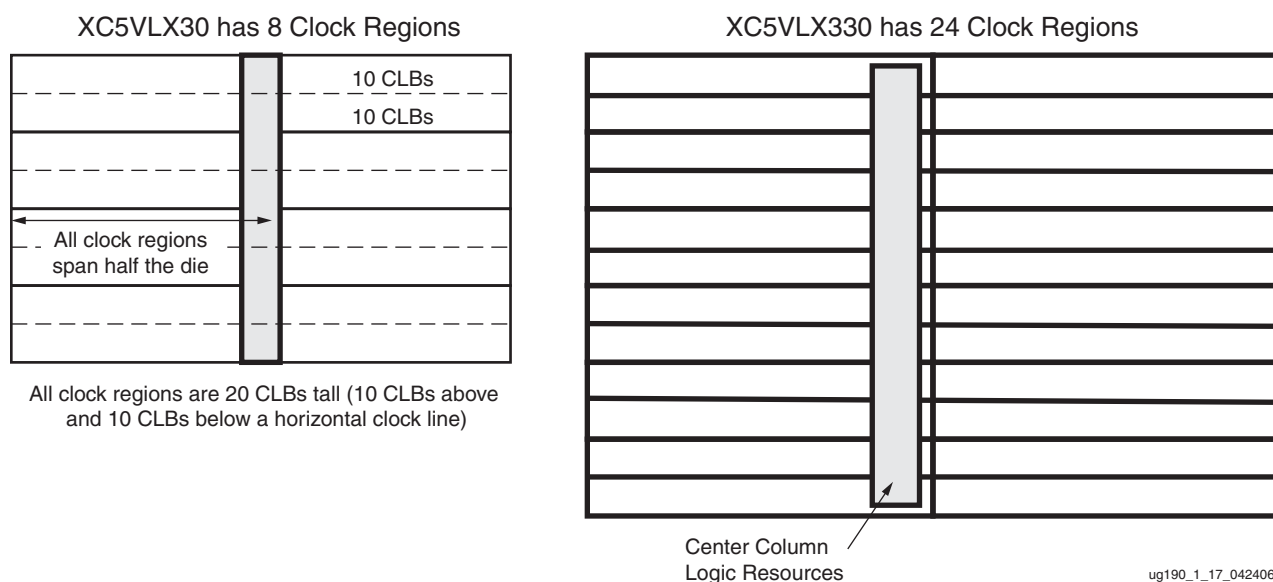 XC5VLX30 has 8 Clock Regions
10 CLBs
10 CLBs
All clock regions
span half the die
All clock regions are 20 CLBs tall (10 CLBs above
and 10 CLBs below a horizontal clock line)
XC5VLX330 has 24 Clock Regions
Center Column
Logic Resources
ug190_1_17_042406